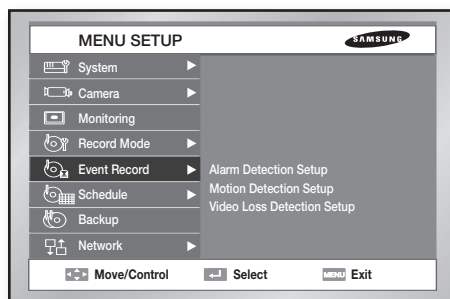 MENU SETUP
SAMSUNG
System
Camera
Monitoring
Record Mode
Event Record
Schedule
Backup
Network
Alarm Detection Setup
Motion Detection Setup
Video Loss Detection Setup
Move/Control
Select
MENU Exit